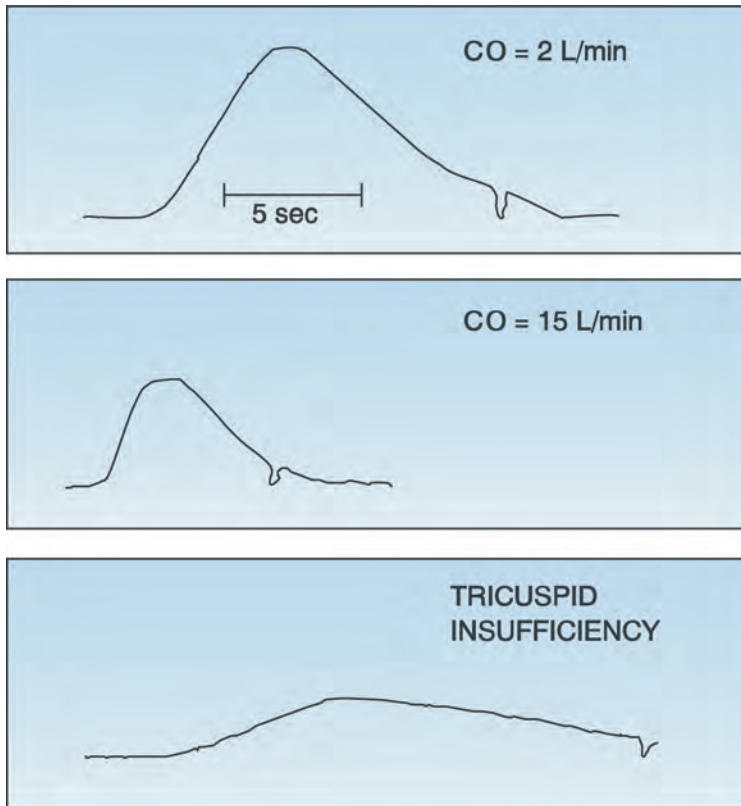 CO = 2 L/min
5 sec
CO = 15 L/min
TRICUSPID
INSUFFICIENCY